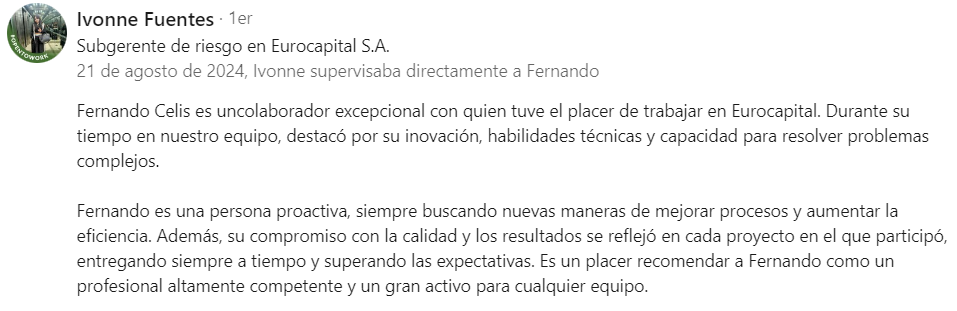 Ivonne Fuentes · 1er
Subgerente de riesgo en Eurocapital S.A.
21 de agosto de 2024, Ivonne supervisaba directamente a Fernando
Fernando Celis es uncolaborador excepcional con quien tuve el placer de trabajar en Eurocapital. Durante su
tiempo en nuestro equipo, destacó por su inovación, habilidades técnicas y capacidad para resolver problemas
complejos.
Fernando es una persona proactiva, siempre buscando nuevas maneras de mejorar procesos y aumentar la
eficiencia. Además, su compromiso con la calidad y los resultados se reflejó en cada proyecto en el que participó,
entregando siempre a tiempo y superando las expectativas. Es un placer recomendar a Fernando como un
profesional altamente competente y un gran activo para cualquier equipo.
#OPENTOWORK